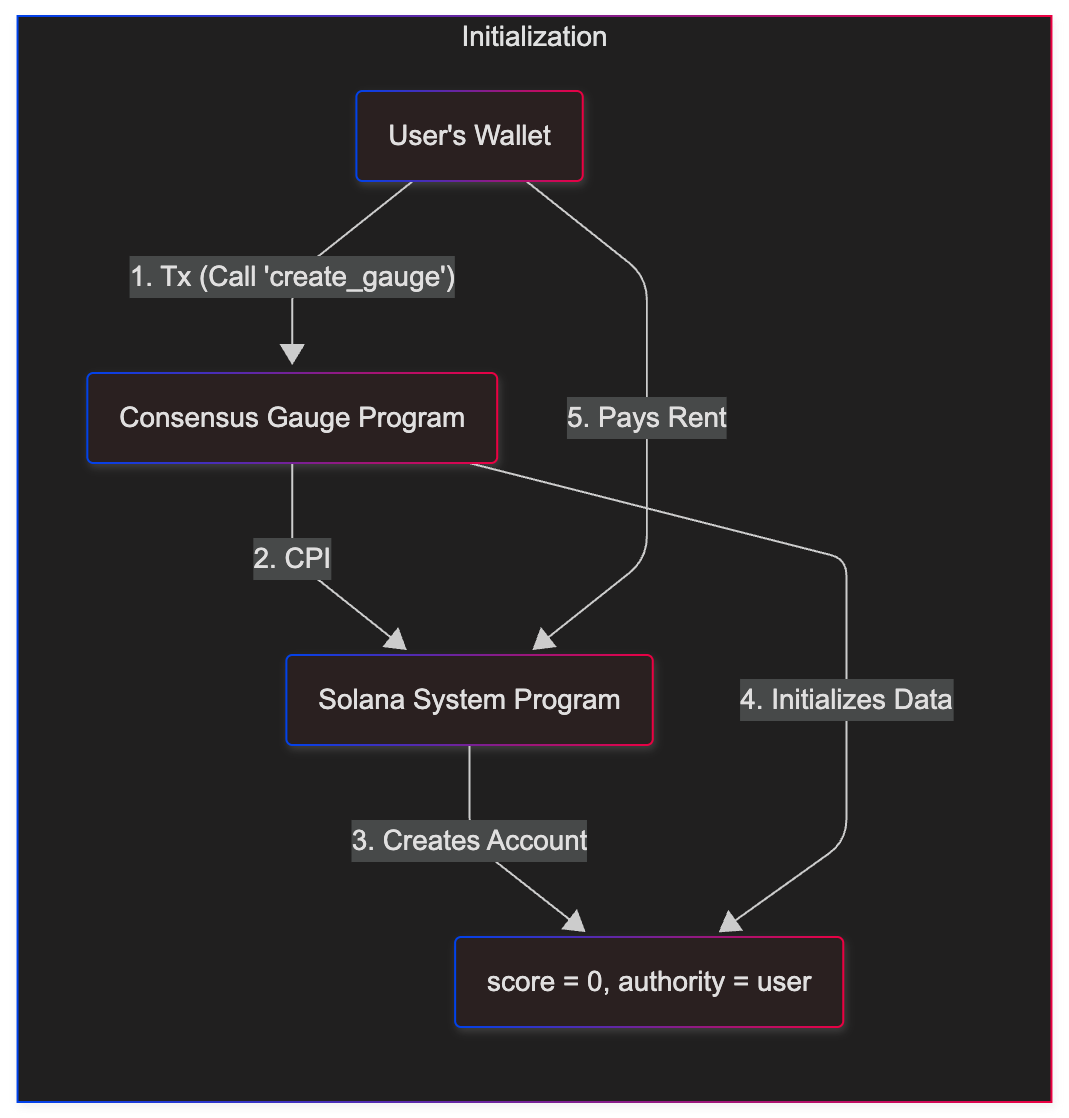 Initialization
User's Wallet
1. Tx (Call 'create_gauge')
Consensus Gauge Program
5. Pays Rent
2. CPI
Solana System Program
4. Initializes Data
3. Creates Account
score = 0, authority = user